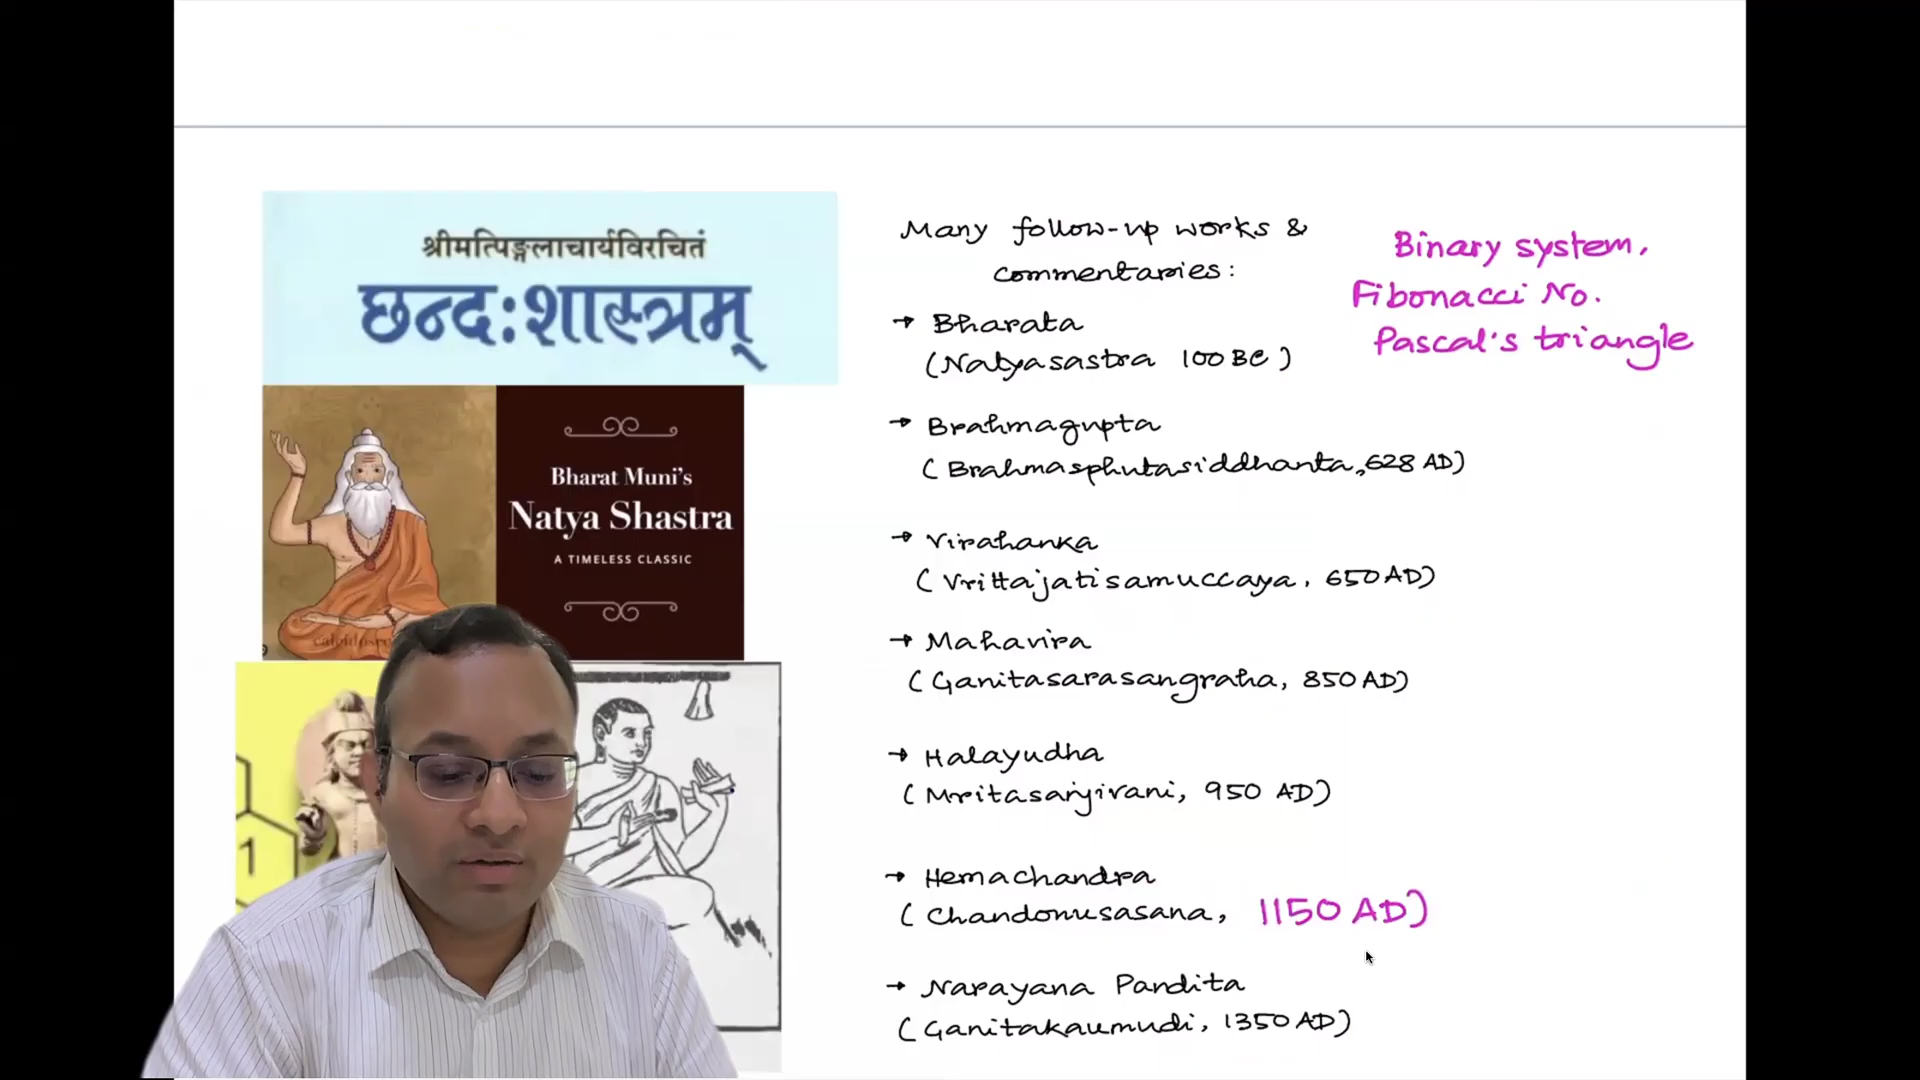 श्रीमत्पिङ्गलाचार्यविरचितं
छन्दःशास्त्रम्
Bharat Muni's
Natya Shastra
A TIMELESS CLASSIC
1
Many follow-up works &
commentaries:
→ Bharata
(Natyasastra 100 BC)
→ Brahmagupta
(Brahmasphutasiddhanta, 628 AD)
→ Virahanka
(Vrittajatisamuccaya, 650 AD)
→ Mahavira
(Ganitasarasangraha, 850 AD)
→ Halayudha
(Mritasanjivani, 950 AD)
→ Hemachandra
(Chandonusasana, 1150 AD)
→ Narayana Pandita
(Ganitakaumudi, 1350 AD)
Binary system,
Fibonacci No.
Pascal's triangle